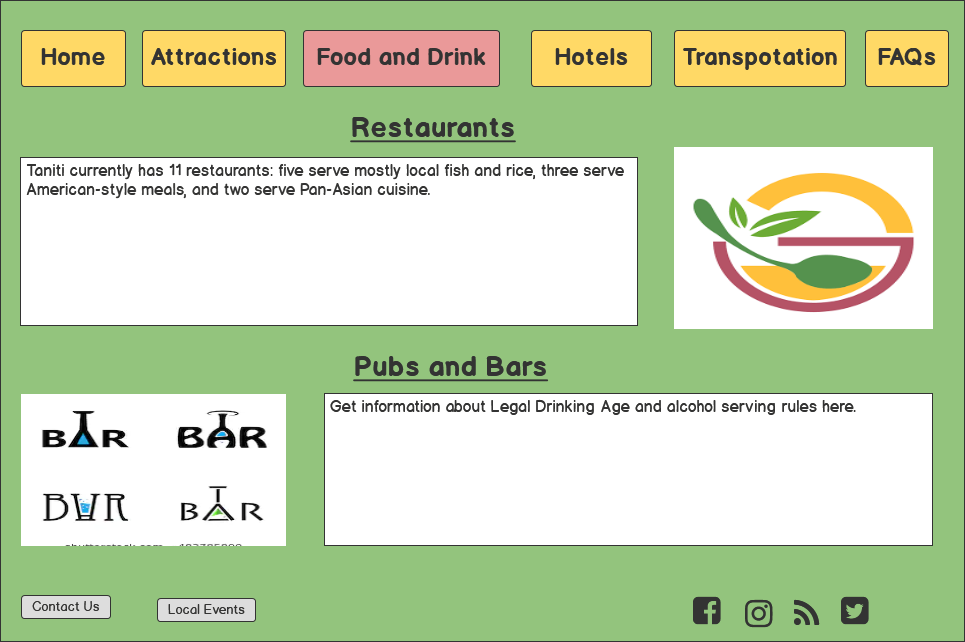 Home Attractions Food and Drink Hotels Transpotation FAQs
Restaurants
Taniti currently has 11 restaurants: five serve mostly local fish and rice, three serve
American-style meals, and two serve Pan-Asian cuisine.
Pubs and Bars
BAR BAR
BAR BAR
Get information about Legal Drinking Age and alcohol serving rules here.
Contact Us Local Events